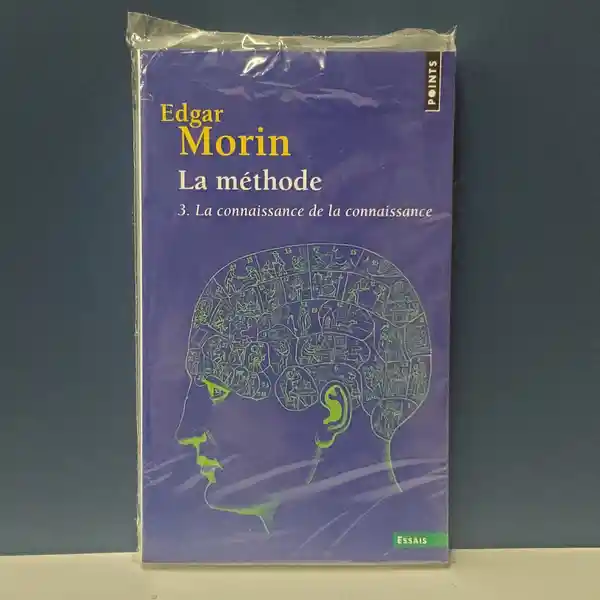 POINTS
Edgar
Morin
La méthode
3. La connaissance de la connaissance
ESSAIS